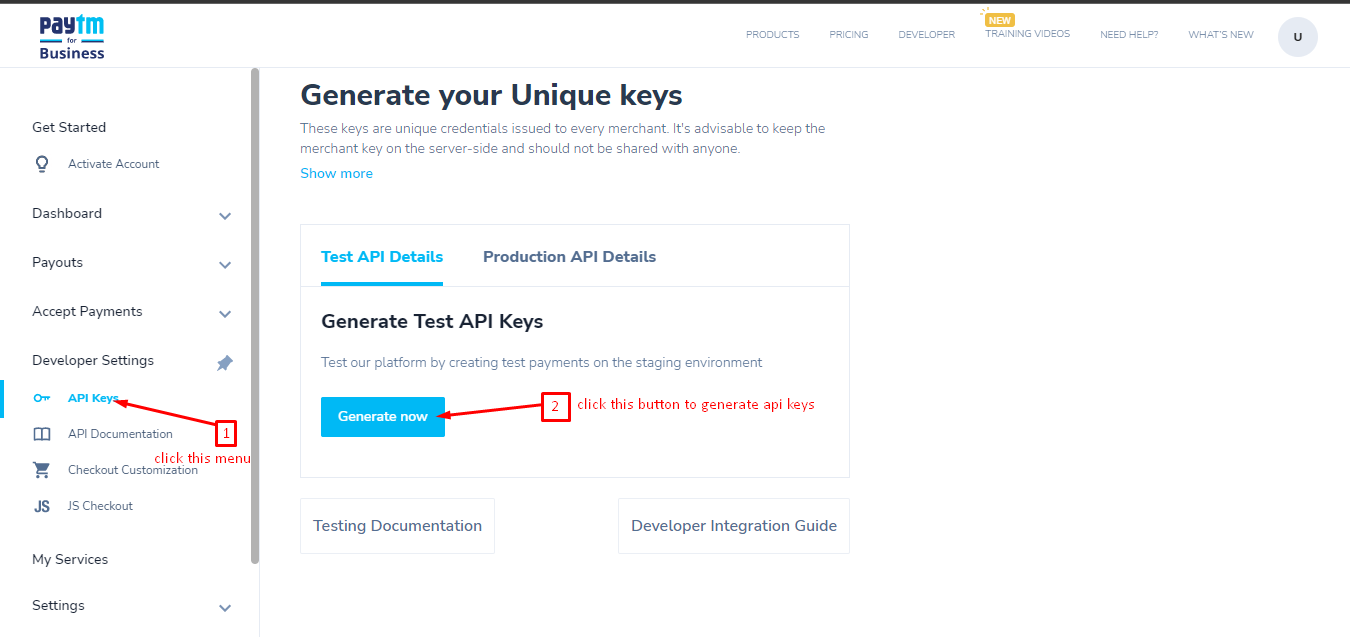 paytm
for
Business
PRODUCTS
PRICING
DEVELOPER
NEW
TRAINING VIDEOS
NEED HELP?
WHAT'S NEW
U
Get Started
Activate Account
Dashboard
Payouts
Accept Payments
Developer Settings
API Keys
API Documentation
1
click this menu
Checkout Customization
JS
JS Checkout
My Services
Settings
Generate your Unique keys
These keys are unique credentials issued to every merchant. It's advisable to keep the
merchant key on the server-side and should not be shared with anyone.
Show more
Test API Details
Production API Details
Generate Test API Keys
Test our platform by creating test payments on the staging environment
Generate now
2
click this button to generate api keys
Testing Documentation
Developer Integration Guide